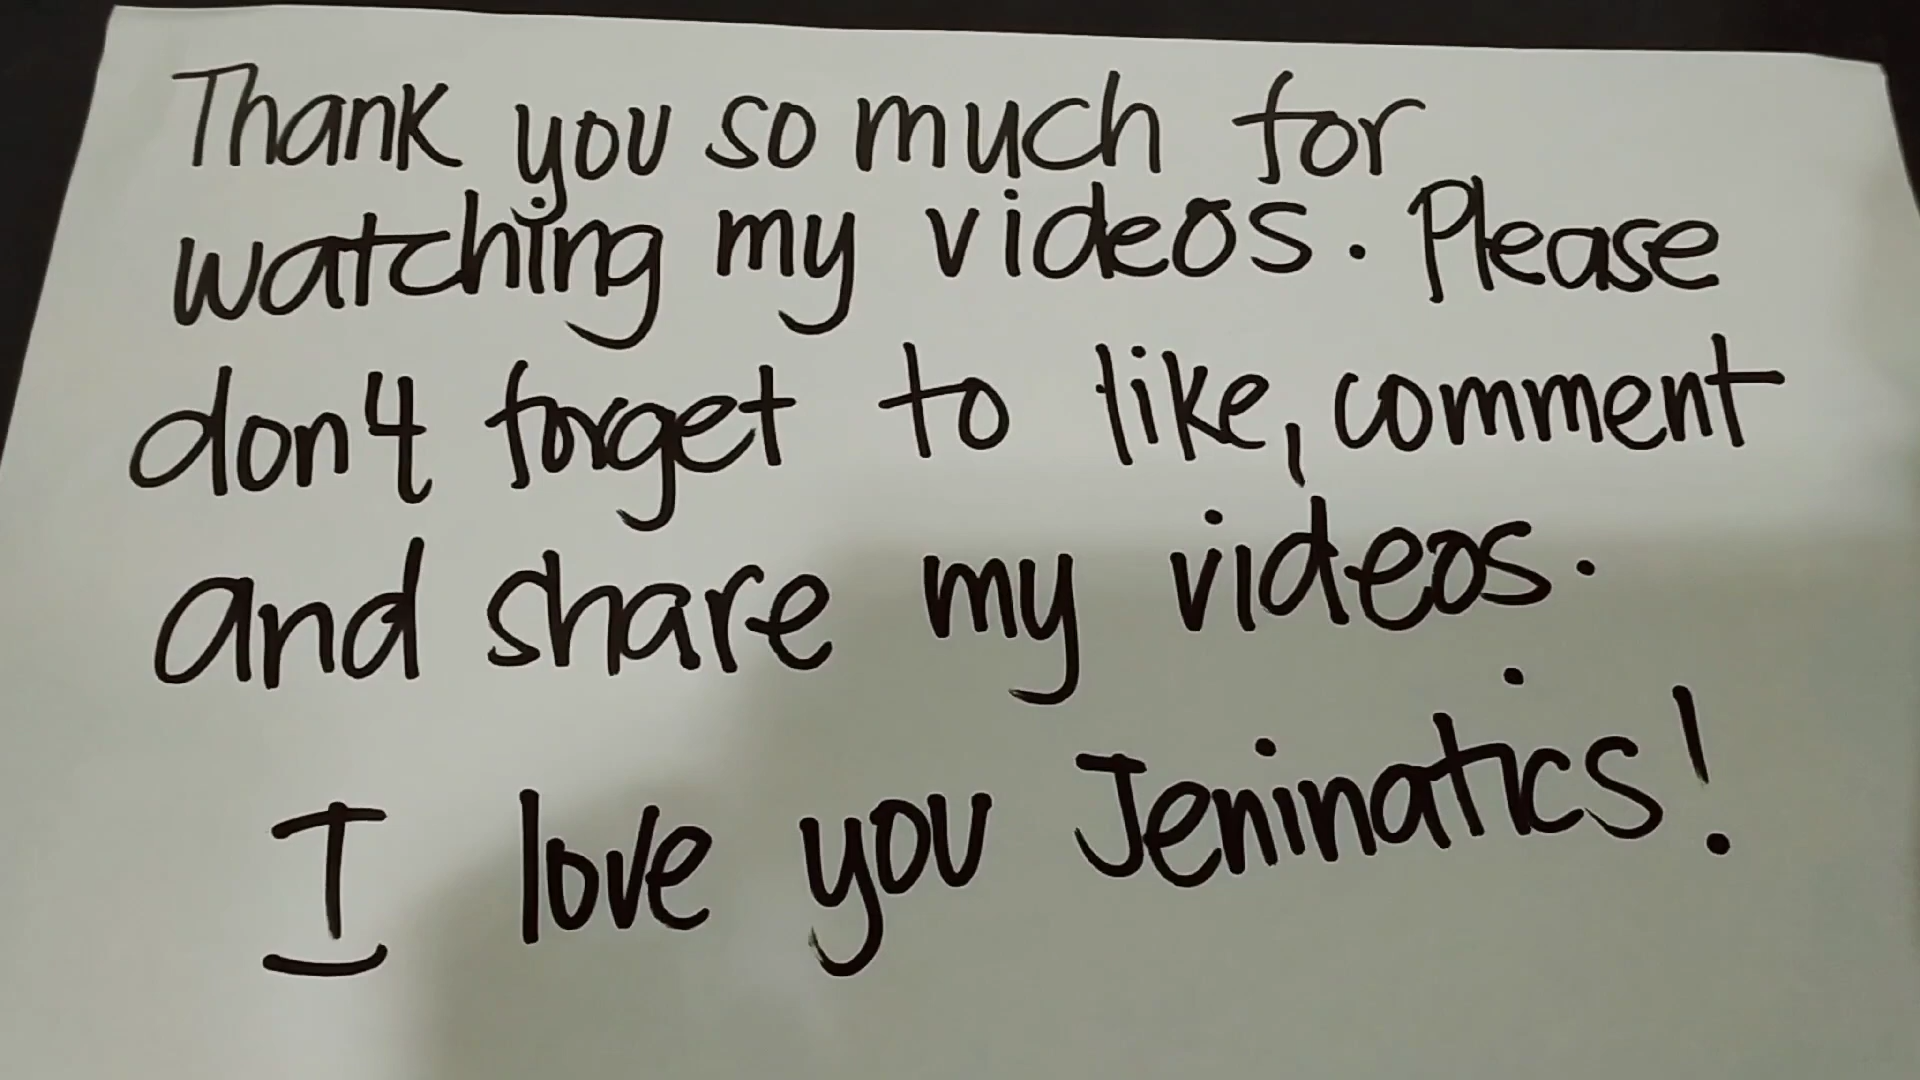 Thank you so much for
watching my videos. Please
don't forget to like, comment
and share my videos.
I love you Jeninatics!